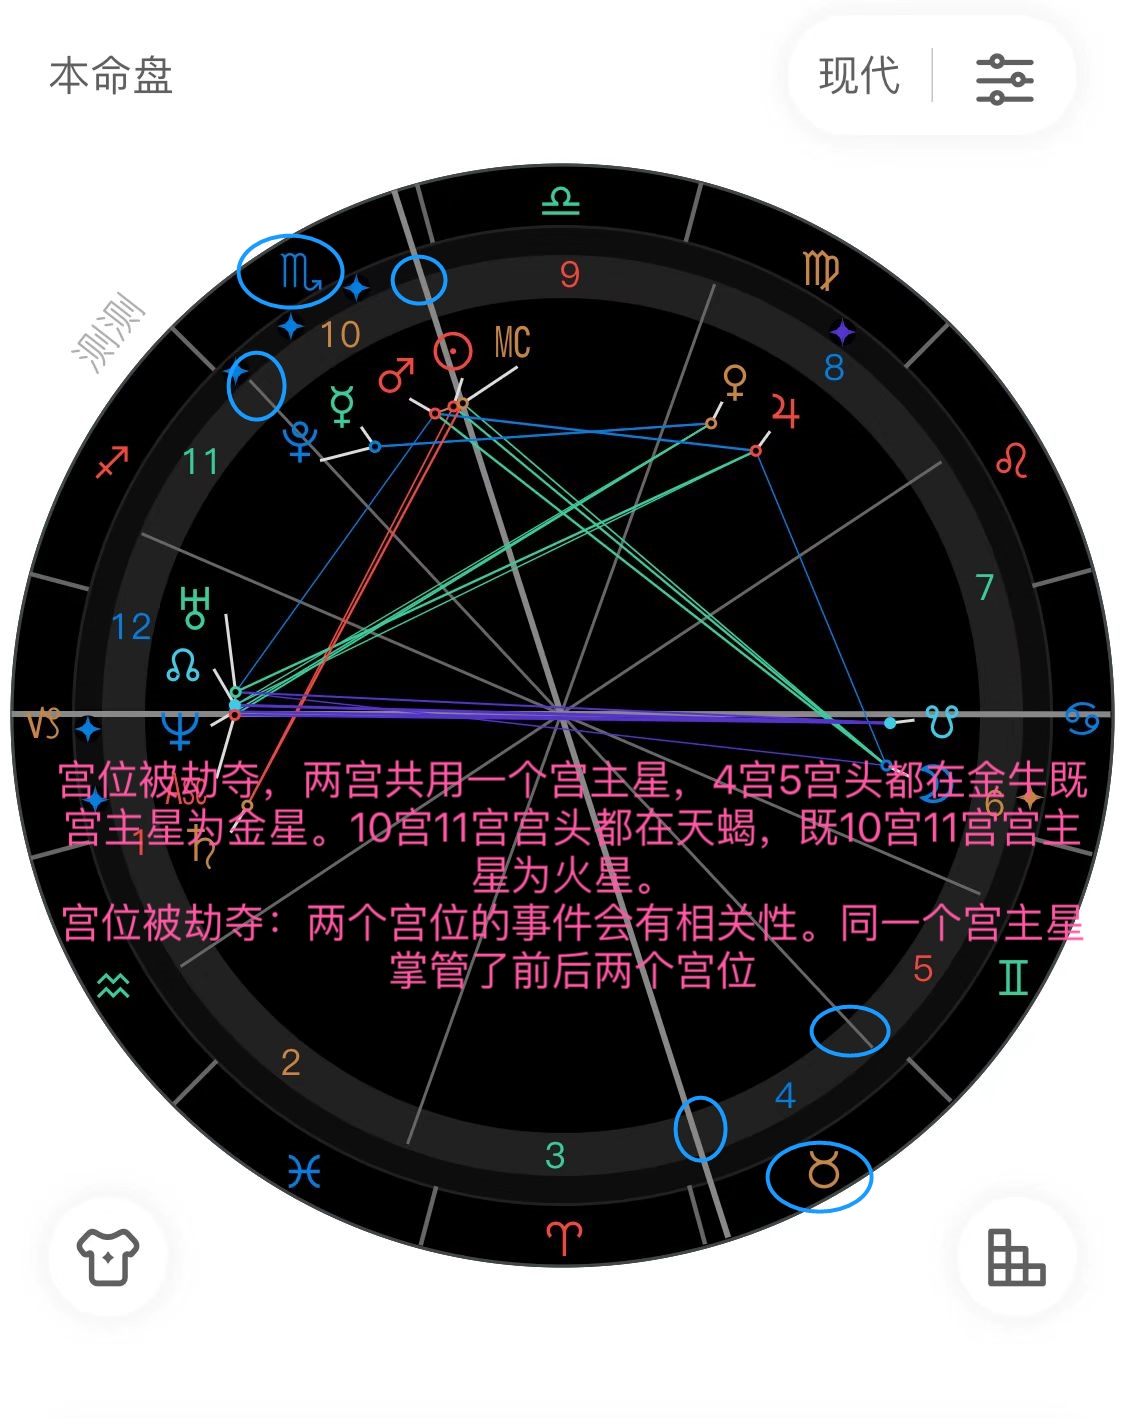 本命盘
现代
测测
9
10
8
MC
11
7
12
Asc
6
1
宫位被劫夺，两宫共用一个宫主星，4宫5宫头都在金牛既
宫主星为金星。10宫11宫宫头都在天蝎，既10宫11宫宫主
星为火星。
宫位被劫夺：两个宫位的事件会有相关性。同一个宫主星
掌管了前后两个宫位
5
2
4
3